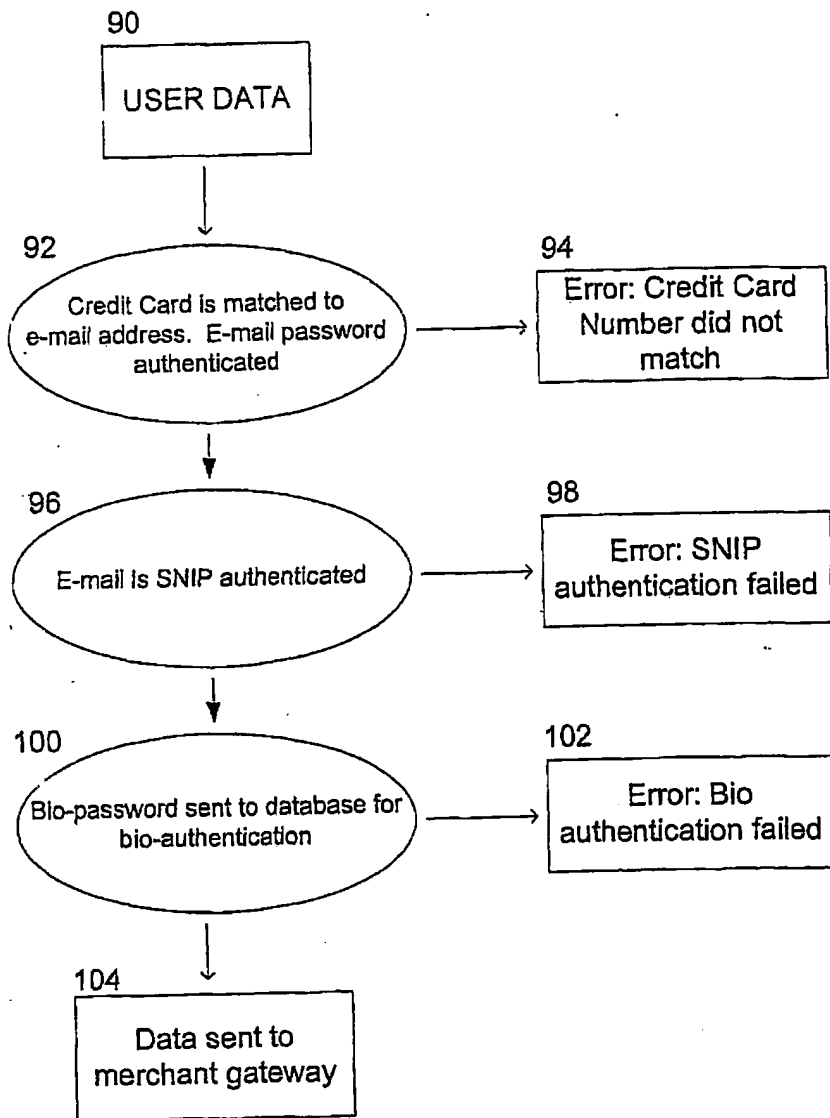 90
USER DATA
92
Credit Card is matched to
e-mail address. E-mail password
authenticated
94
Error: Credit Card
Number did not
match
96
E-mail is SNIP authenticated
98
Error: SNIP
authentication failed
100
Bio-password sent to database for
bio-authentication
102
Error: Bio
authentication failed
104
Data sent to
merchant gateway